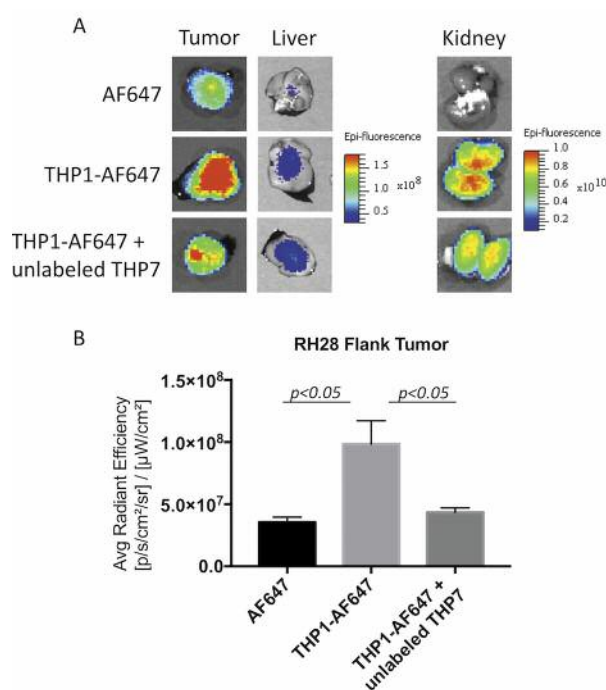 A
Tumor Liver Kidney
AF647
THP1-AF647
THP1-AF647 +
unlabeled THP7
Epi-fluorescence
1.5
1.0
0.5
x10⁸
Epi-fluorescence
1.0
0.8
0.6
0.4
0.2
x10¹⁰
B
RH28 Flank Tumor
Avg Radiant Efficiency
[p/s/cm²/sr] / [µW/cm²]
1.5×10⁸
1.0×10⁸
5.0×10⁷
0.0
p<0.05 p<0.05
AF647
THP1-AF647
THP1-AF647 +
unlabeled THP7